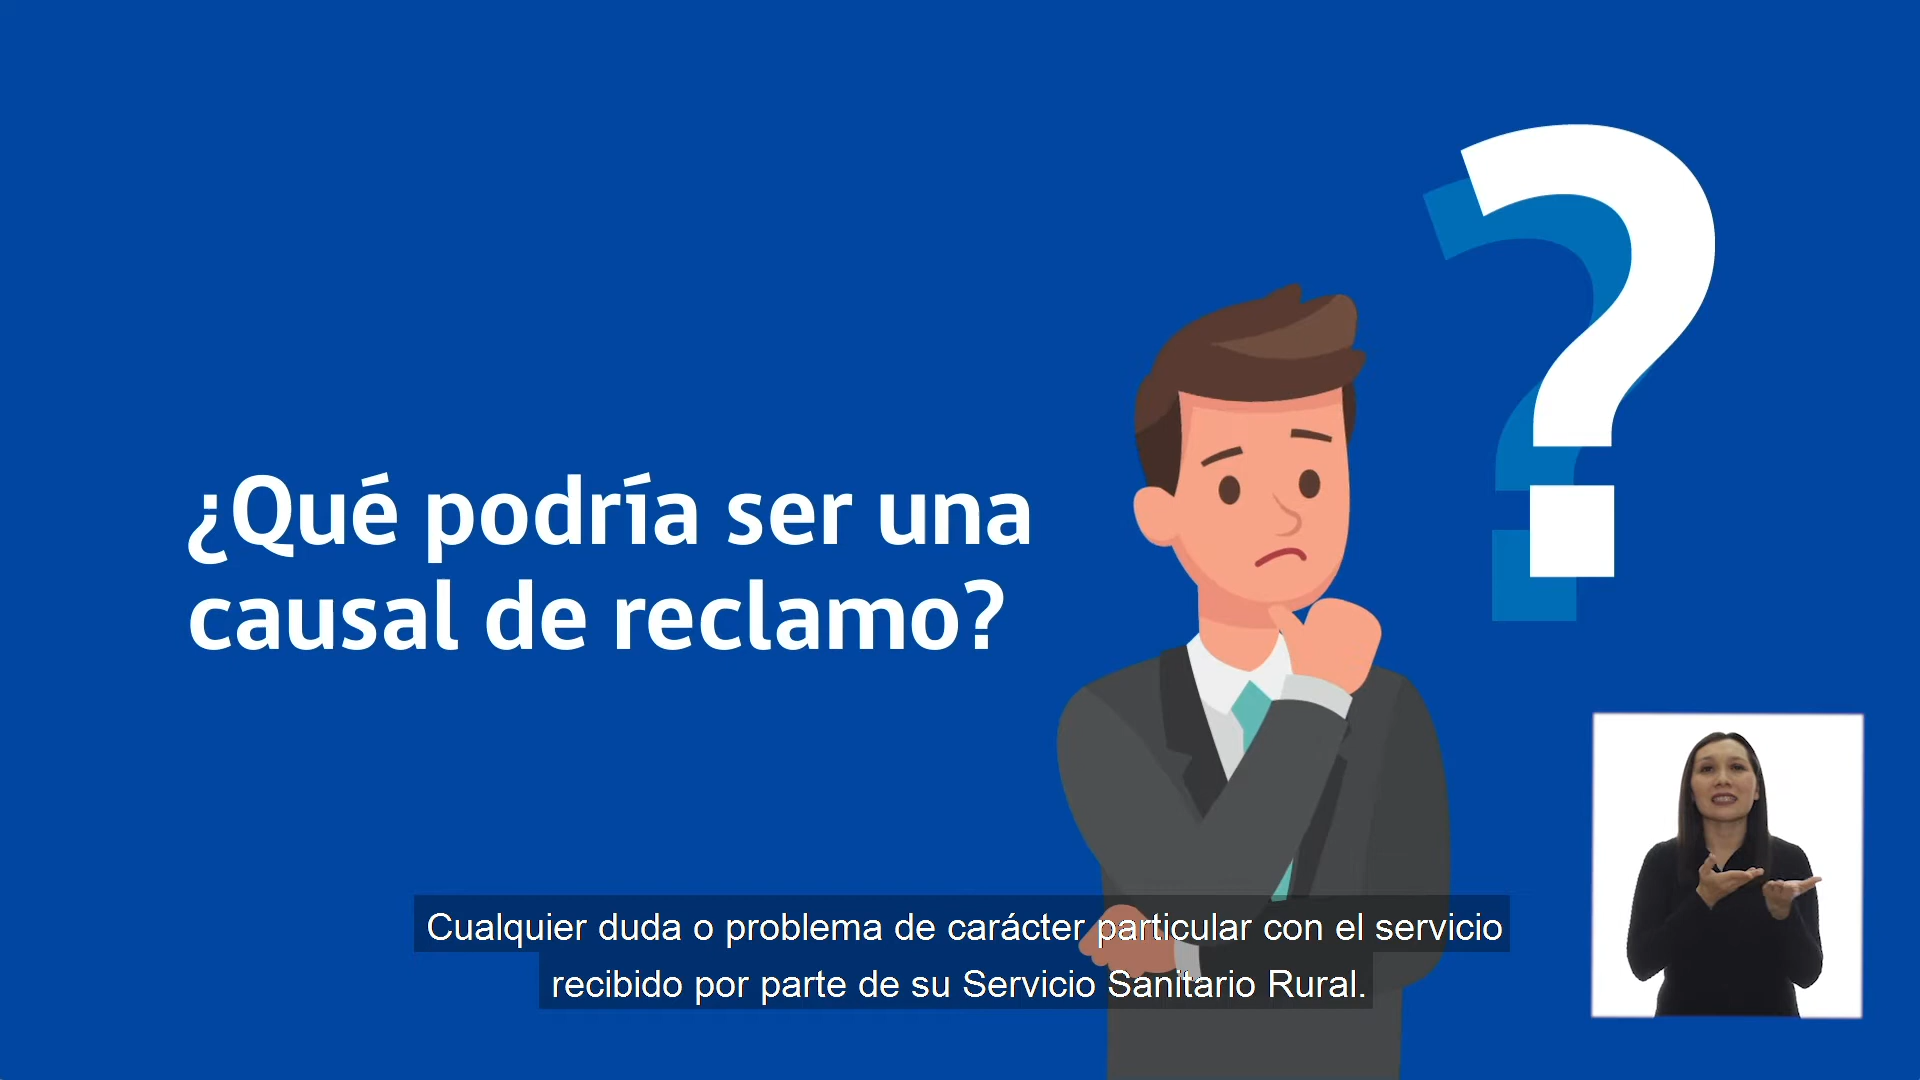 ¿Qué podría ser una
causal de reclamo?
?
Cualquier duda o problema de carácter particular con el servicio
recibido por parte de su Servicio Sanitario Rural.